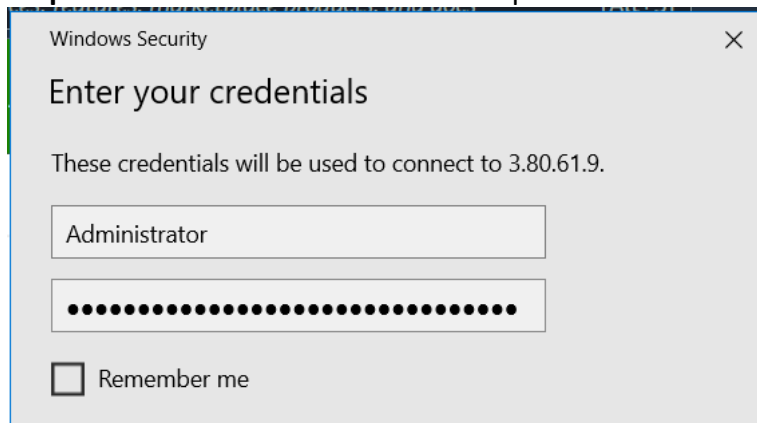 Windows Security
Enter your credentials
These credentials will be used to connect to 3.80.61.9.
Administrator
••••••••••••••••••••••••••••••••
Remember me